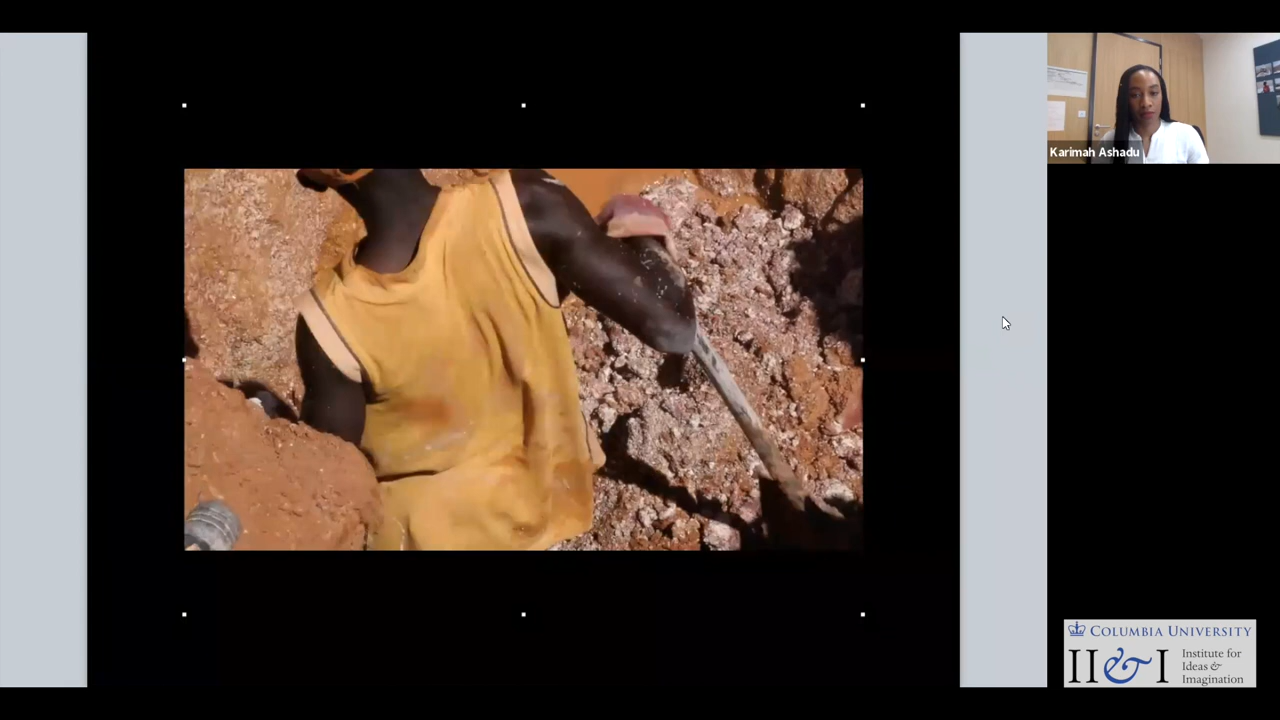 Karimah Ashadu
COLUMBIA UNIVERSITY
II&I
Institute for
Ideas &
Imagination